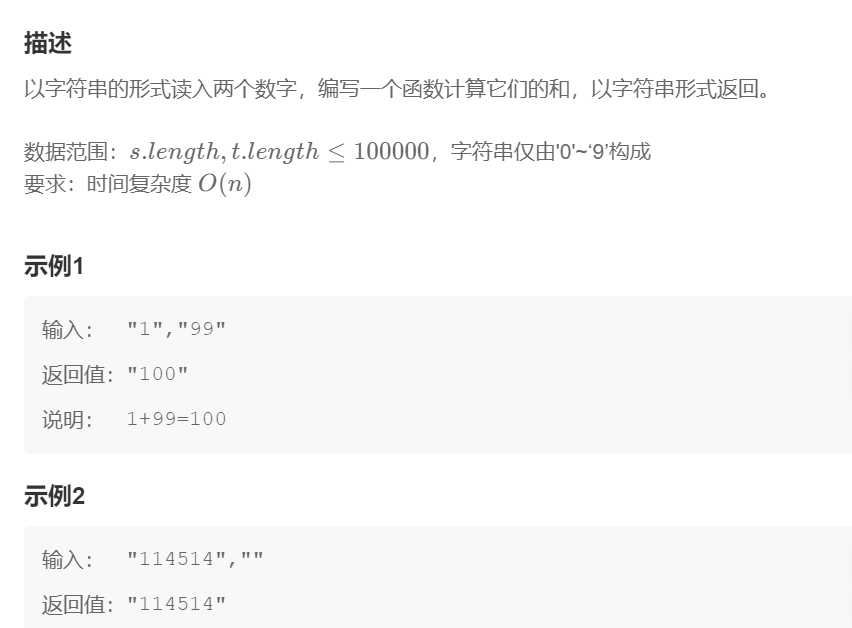 描述
以字符串的形式读入两个数字，编写一个函数计算它们的和，以字符串形式返回。
数据范围：s.length,t.length ≤ 100000，字符串仅由'0'~‘9’构成
要求：时间复杂度 O(n)
示例1
输入： "1","99"
返回值："100"
说明： 1+99=100
示例2
输入： "114514",""
返回值："114514"